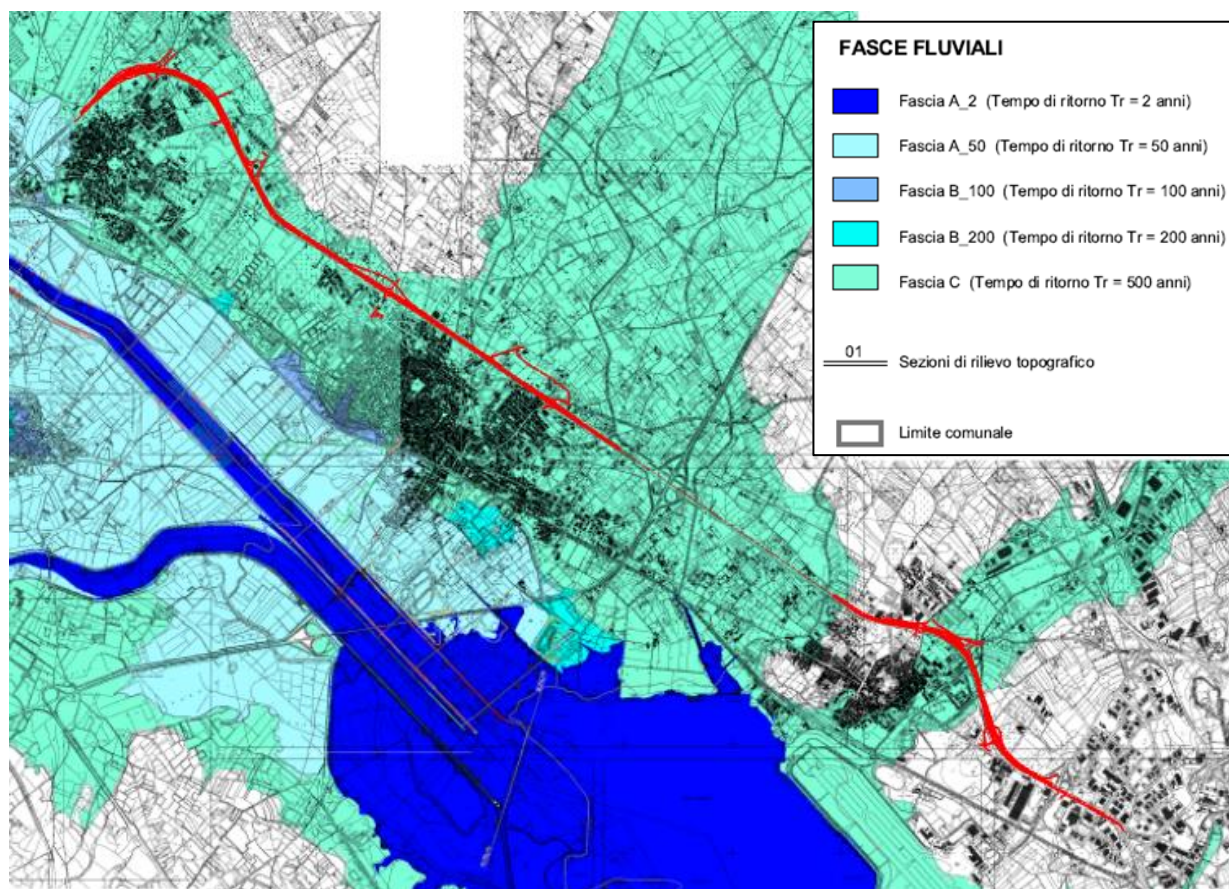 FASCE FLUVIALI
Fascia A_2 (Tempo di ritorno Tr = 2 anni)
Fascia A_50 (Tempo di ritorno Tr = 50 anni)
Fascia B_100 (Tempo di ritorno Tr = 100 anni)
Fascia B_200 (Tempo di ritorno Tr = 200 anni)
Fascia C (Tempo di ritorno Tr = 500 anni)
01
Sezioni di rilievo topografico
Limite comunale